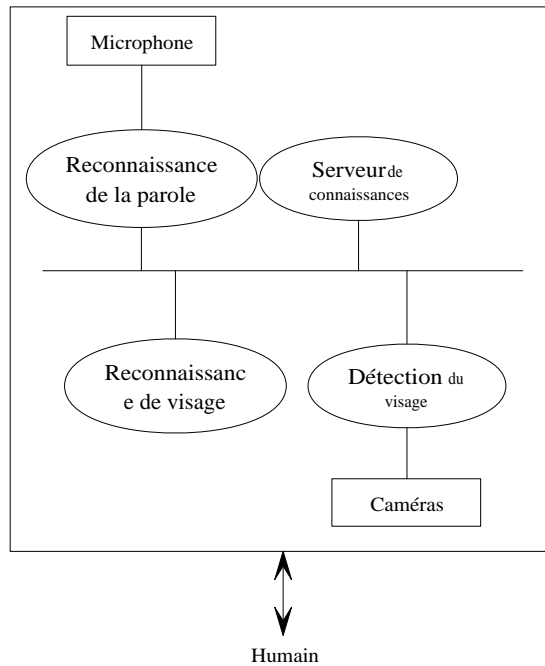 Microphone
Reconnaissance
de la parole
Serveur de
connaissances
Reconnaissanc
e de visage
Détection du
visage
Caméras
Humain